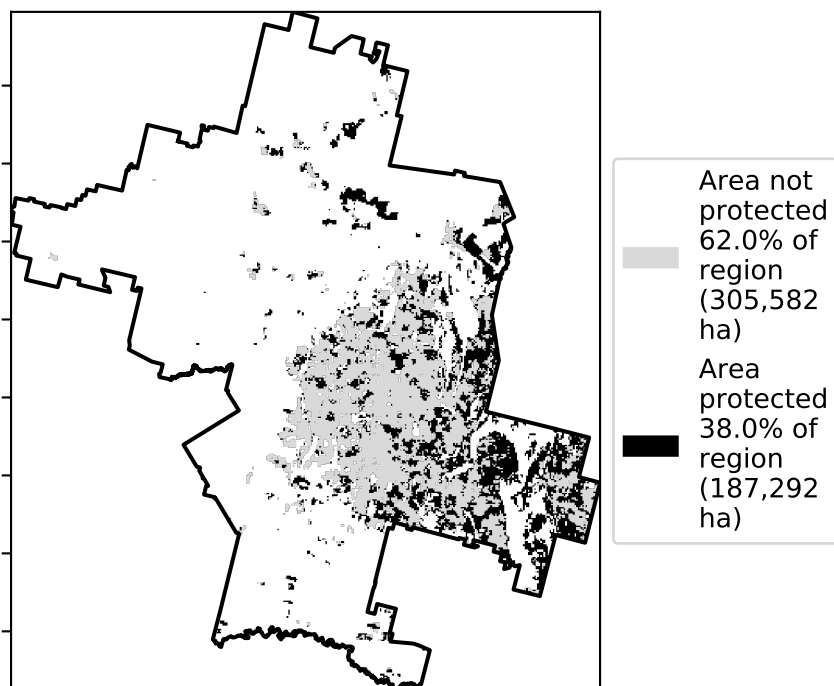 Area not
protected
62.0% of
region
(305,582
ha)
Area
protected
38.0% of
region
(187,292
ha)